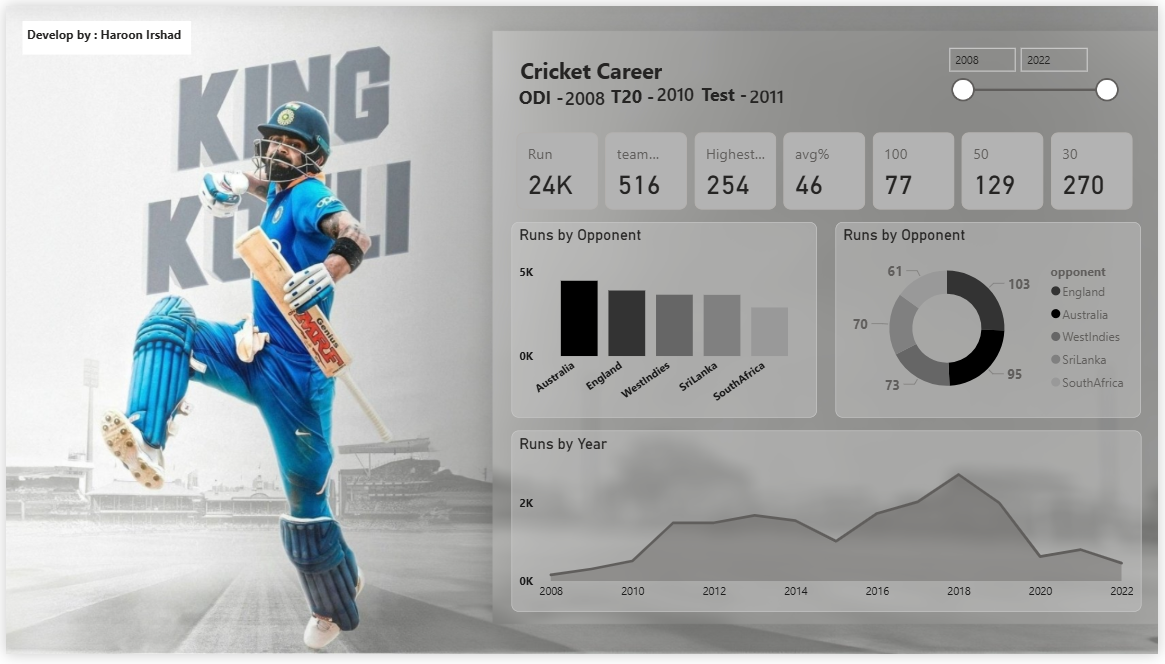 Develop by : Haroon Irshad
KING
KOHLI
Genius
MRF
Cricket Career
ODI - 2008 T20 - 2010 Test - 2011
2008 2022
Run team... Highest... avg% 100 50 30
24K 516 254 46 77 129 270
Runs by Opponent
5K
0K
Australia England WestIndies SriLanka SouthAfrica
Runs by Opponent
61 103
70
73 95
opponent
England
Australia
WestIndies
SriLanka
SouthAfrica
Runs by Year
2K
0K
2008 2010 2012 2014 2016 2018 2020 2022